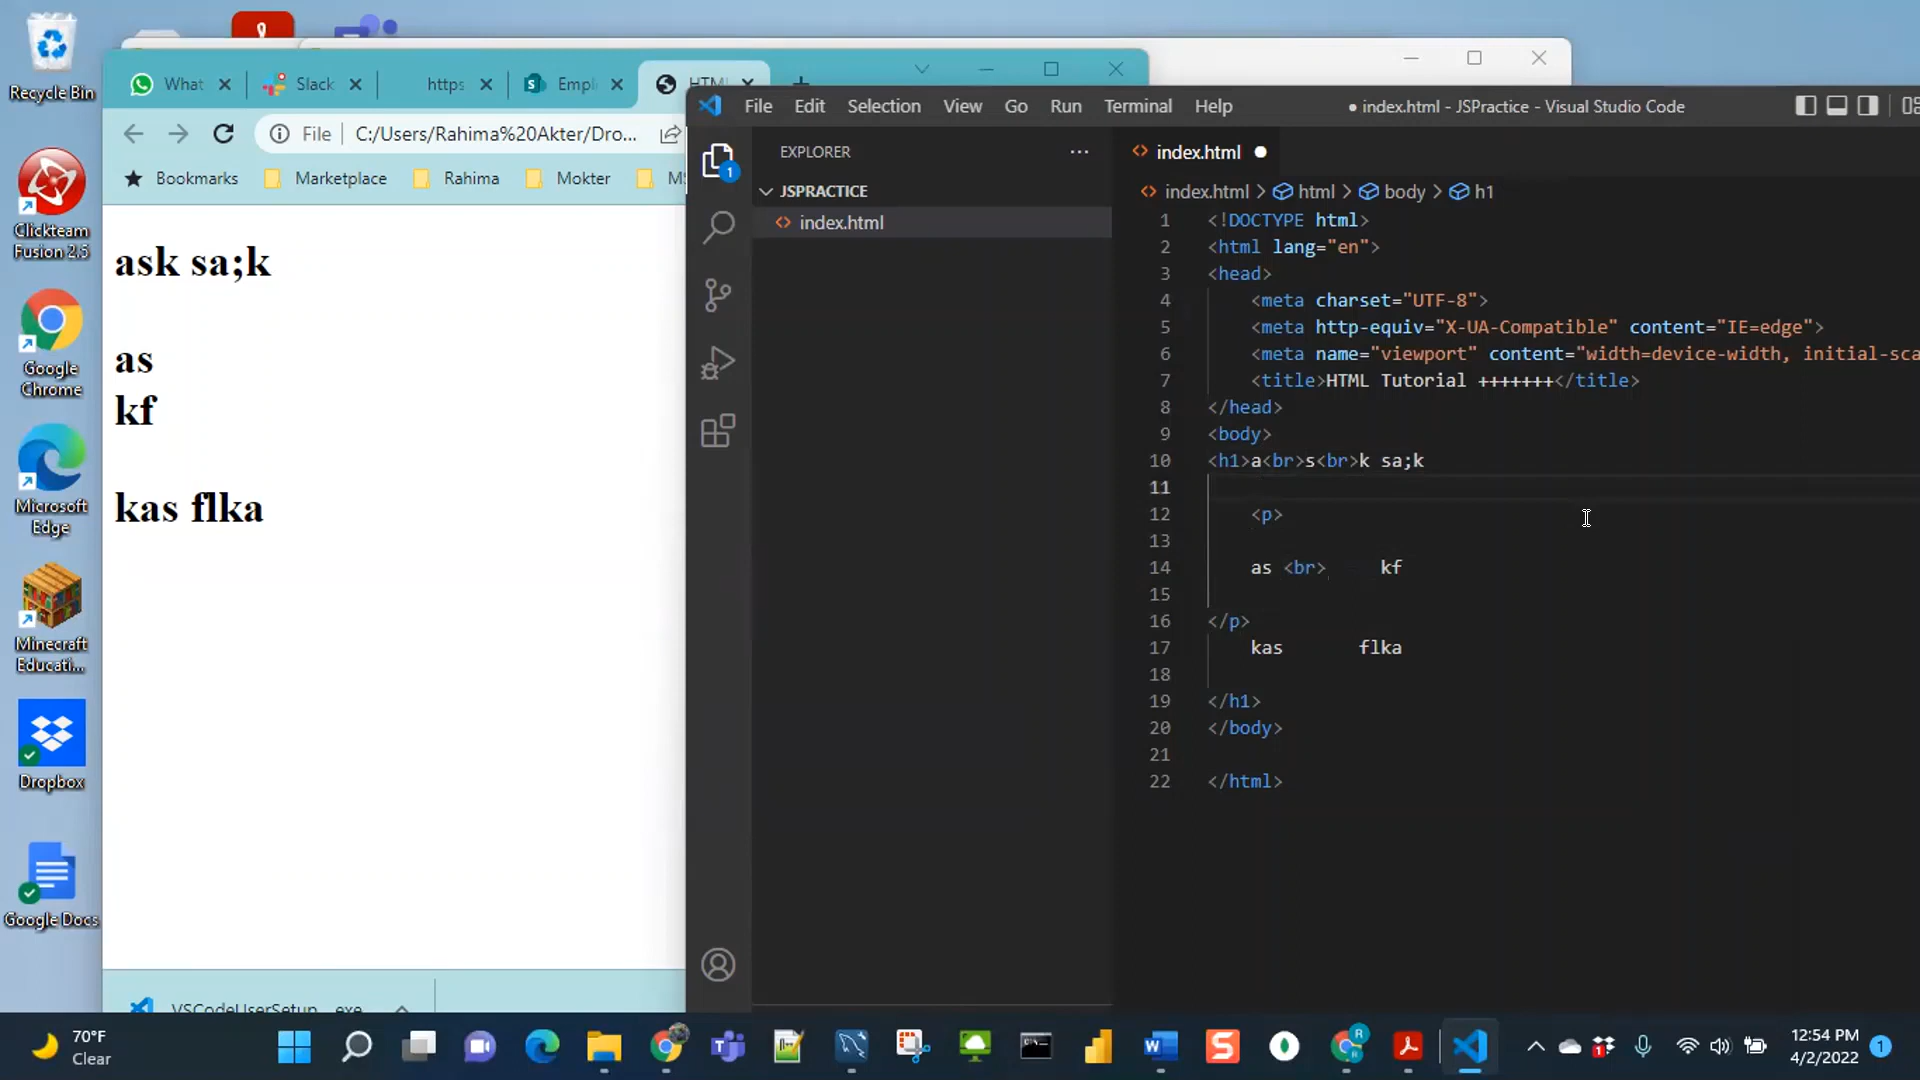 Recycle Bin
Clickteam
Fusion 2.5
Google
Chrome
Microsoft
Edge
Minecraft
Educati...
Dropbox
Google Docs
What
Slack
https
Empl
HTML
File C:/Users/Rahima%20Akter/Dro...
Bookmarks Marketplace Rahima Mokter
ask sa;k
as
kf
kas flka
VSCodeUserSetup....exe
File Edit Selection View Go Run Terminal Help
● index.html - JSPractice - Visual Studio Code
EXPLORER ...
1
JSPRACTICE
<> index.html
<> index.html ●
<> index.html > html > body > h1
1 <!DOCTYPE html>
2 <html lang="en">
3 <head>
4 <meta charset="UTF-8">
5 <meta http-equiv="X-UA-Compatible" content="IE=edge">
6 <meta name="viewport" content="width=device-width, initial-sca
7 <title>HTML Tutorial +++++++</title>
8 </head>
9 <body>
10 <h1>a<br>s<br>k sa;k
11
12 <p>
13
14 as <br> kf
15
16 </p>
17 kas flka
18
19 </h1>
20 </body>
21
22 </html>
70°F
Clear
12:54 PM
4/2/2022
1